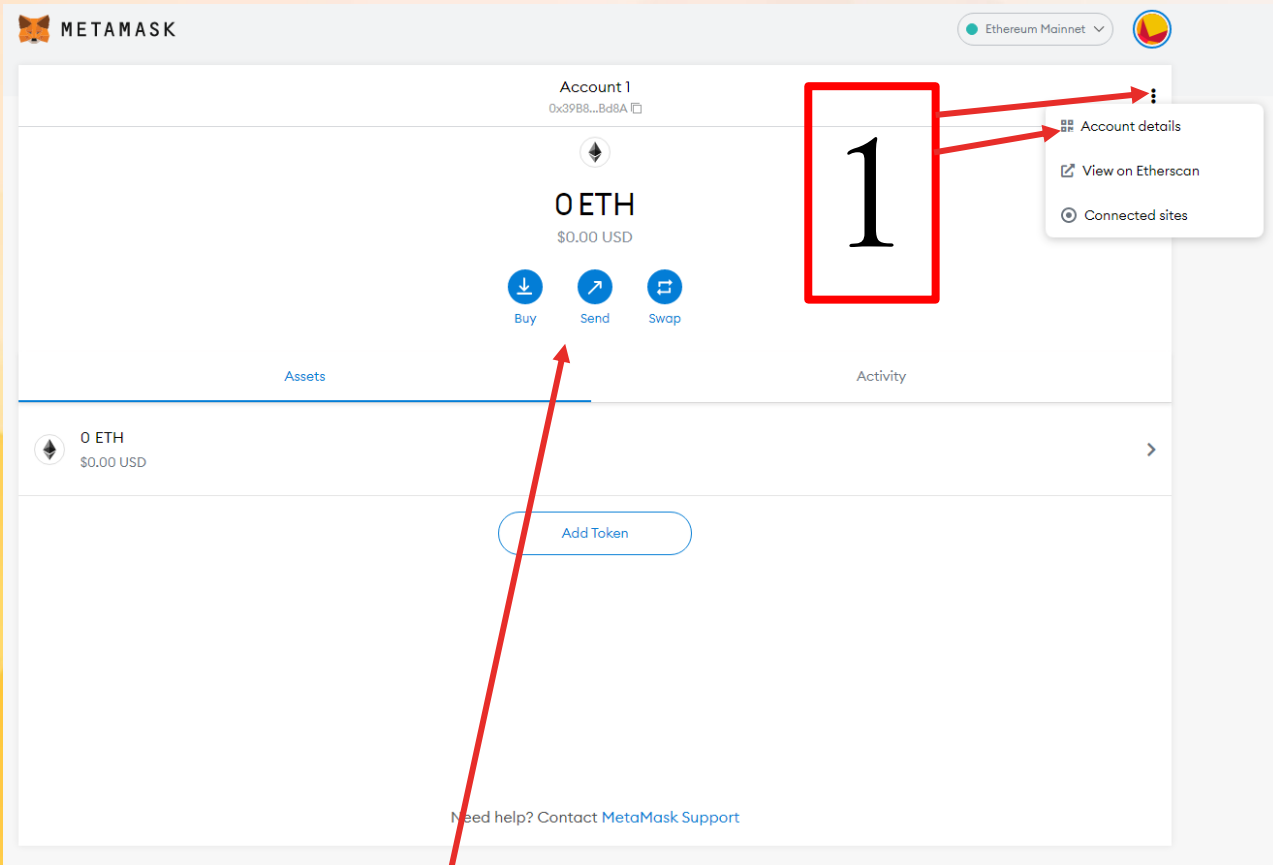 METAMASK
Ethereum Mainnet
Account 1
0x39B8...Bd8A
1
Account details
View on Etherscan
Connected sites
0 ETH
$0.00 USD
Buy Send Swap
Assets Activity
0 ETH
$0.00 USD
Add Token
Need help? Contact MetaMask Support